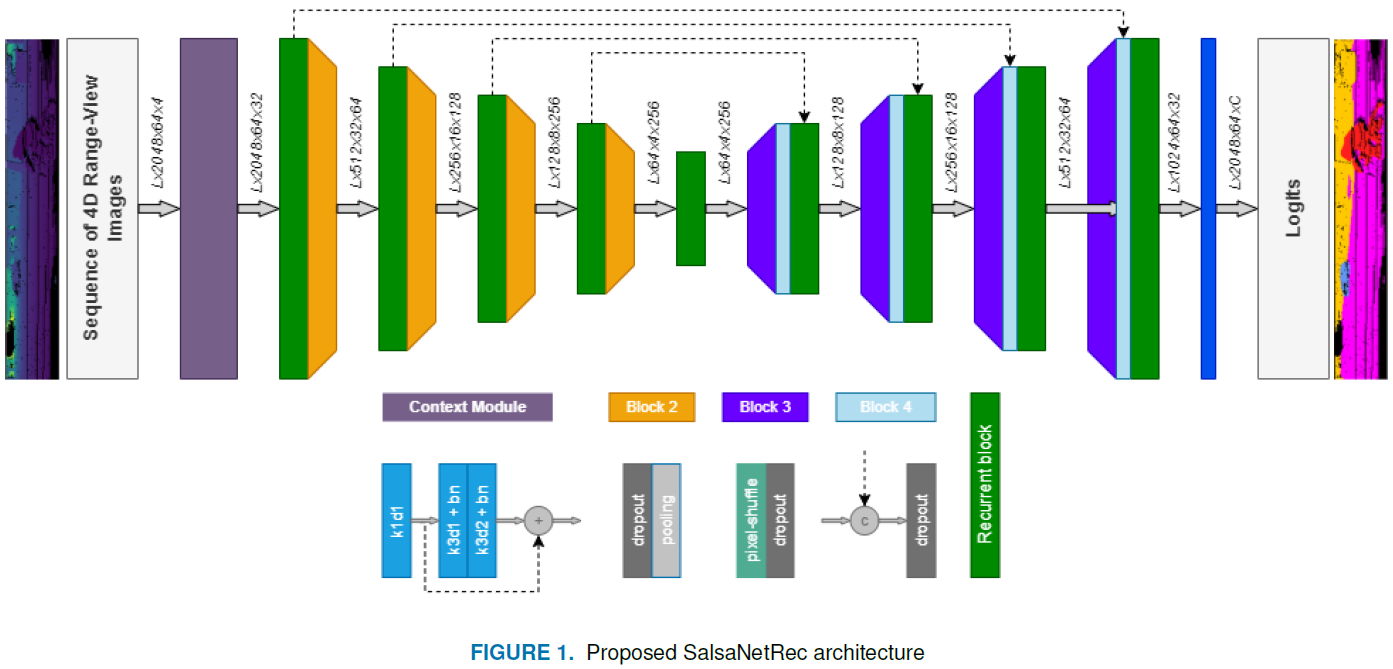 Sequence of 4D Range-View
Images
Lx2048x64x4
Lx2048x64x32
Lx512x32x64
Lx256x16x128
Lx128x8x256
Lx64x4x256
Lx64x4x256
Lx128x8x128
Lx256x16x128
Lx512x32x64
Lx1024x64x32
Lx2048x64xC
Logits
Context Module
Block 2
Block 3
Block 4
Recurrent block
k1d1
k3d1 + bn
k3d2 + bn
+
dropout
pooling
pixel-shuffle
dropout
C
dropout
FIGURE 1. Proposed SalsaNetRec architecture